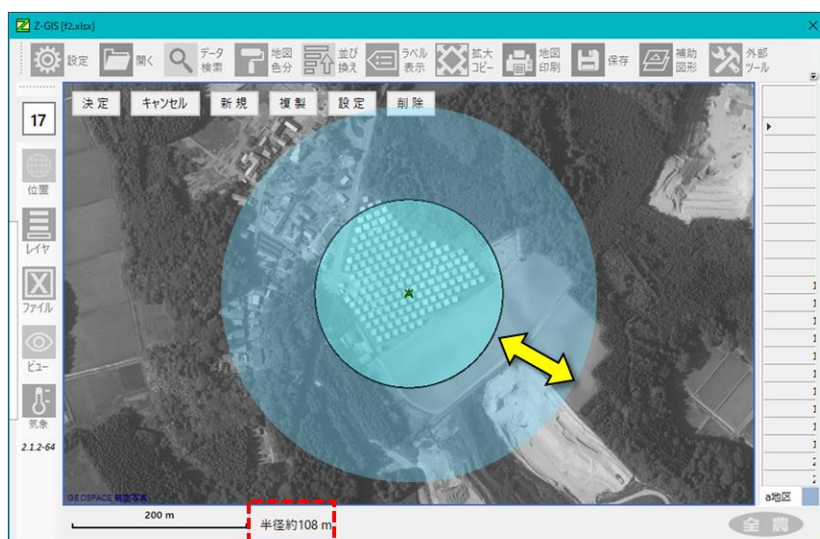 Z-GIS [f2.xlsx]
設定
開く
データ
検索
地図
色分
並び
換え
ラベル
表示
拡大
コピー
地図
印刷
保存
補助
図形
外部
ツール
決定
キャンセル
新規
複製
設定
削除
17
位置
レイヤ
ファイル
ビュー
気象
2.1.2-64
GEOSPACE 航空写真
200 m
半径約108 m
a地区
全農